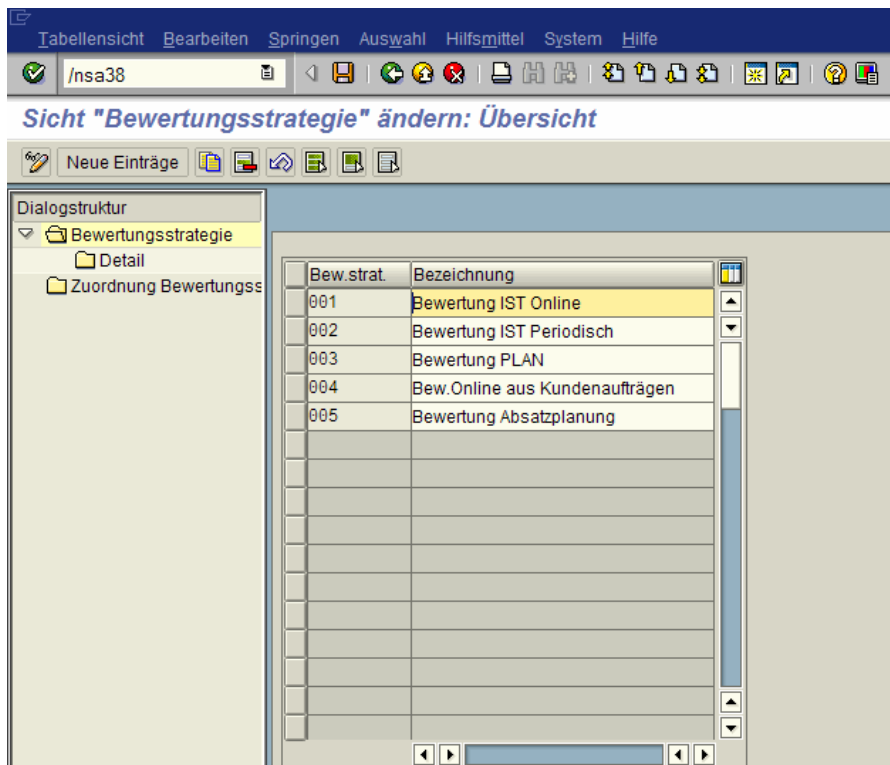 Tabellensicht Bearbeiten Springen Auswahl Hilfsmittel System Hilfe
/nsa38
Sicht "Bewertungsstrategie" ändern: Übersicht
Neue Einträge
Dialogstruktur
Bewertungsstrategie
Detail
Zuordnung Bewertungss
Bew.strat. Bezeichnung
001 Bewertung IST Online
002 Bewertung IST Periodisch
003 Bewertung PLAN
004 Bew.Online aus Kundenaufträgen
005 Bewertung Absatzplanung